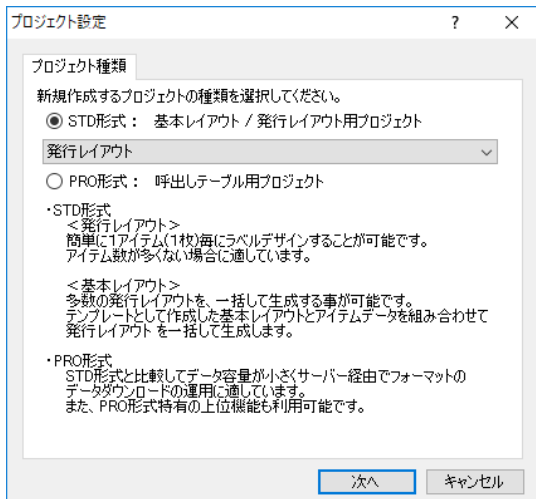 プロジェクト設定
プロジェクト種類
新規作成するプロジェクトの種類を選択してください。
STD形式： 基本レイアウト / 発行レイアウト用プロジェクト
発行レイアウト
PRO形式： 呼出しテーブル用プロジェクト
・STD形式
＜発行レイアウト＞
簡単に1アイテム(1枚)毎にラベルデザインすることが可能です。
アイテム数が多くない場合に適しています。
＜基本レイアウト＞
多数の発行レイアウトを、一括して生成する事が可能です。
テンプレートとして作成した基本レイアウトとアイテムデータを組み合わせて
発行レイアウト を一括して生成します。
・PRO形式
STD形式と比較してデータ容量が小さくサーバー経由でフォーマットの
データダウンロードの運用に適しています。
また、PRO形式特有の上位機能も利用可能です。
次へ
キャンセル